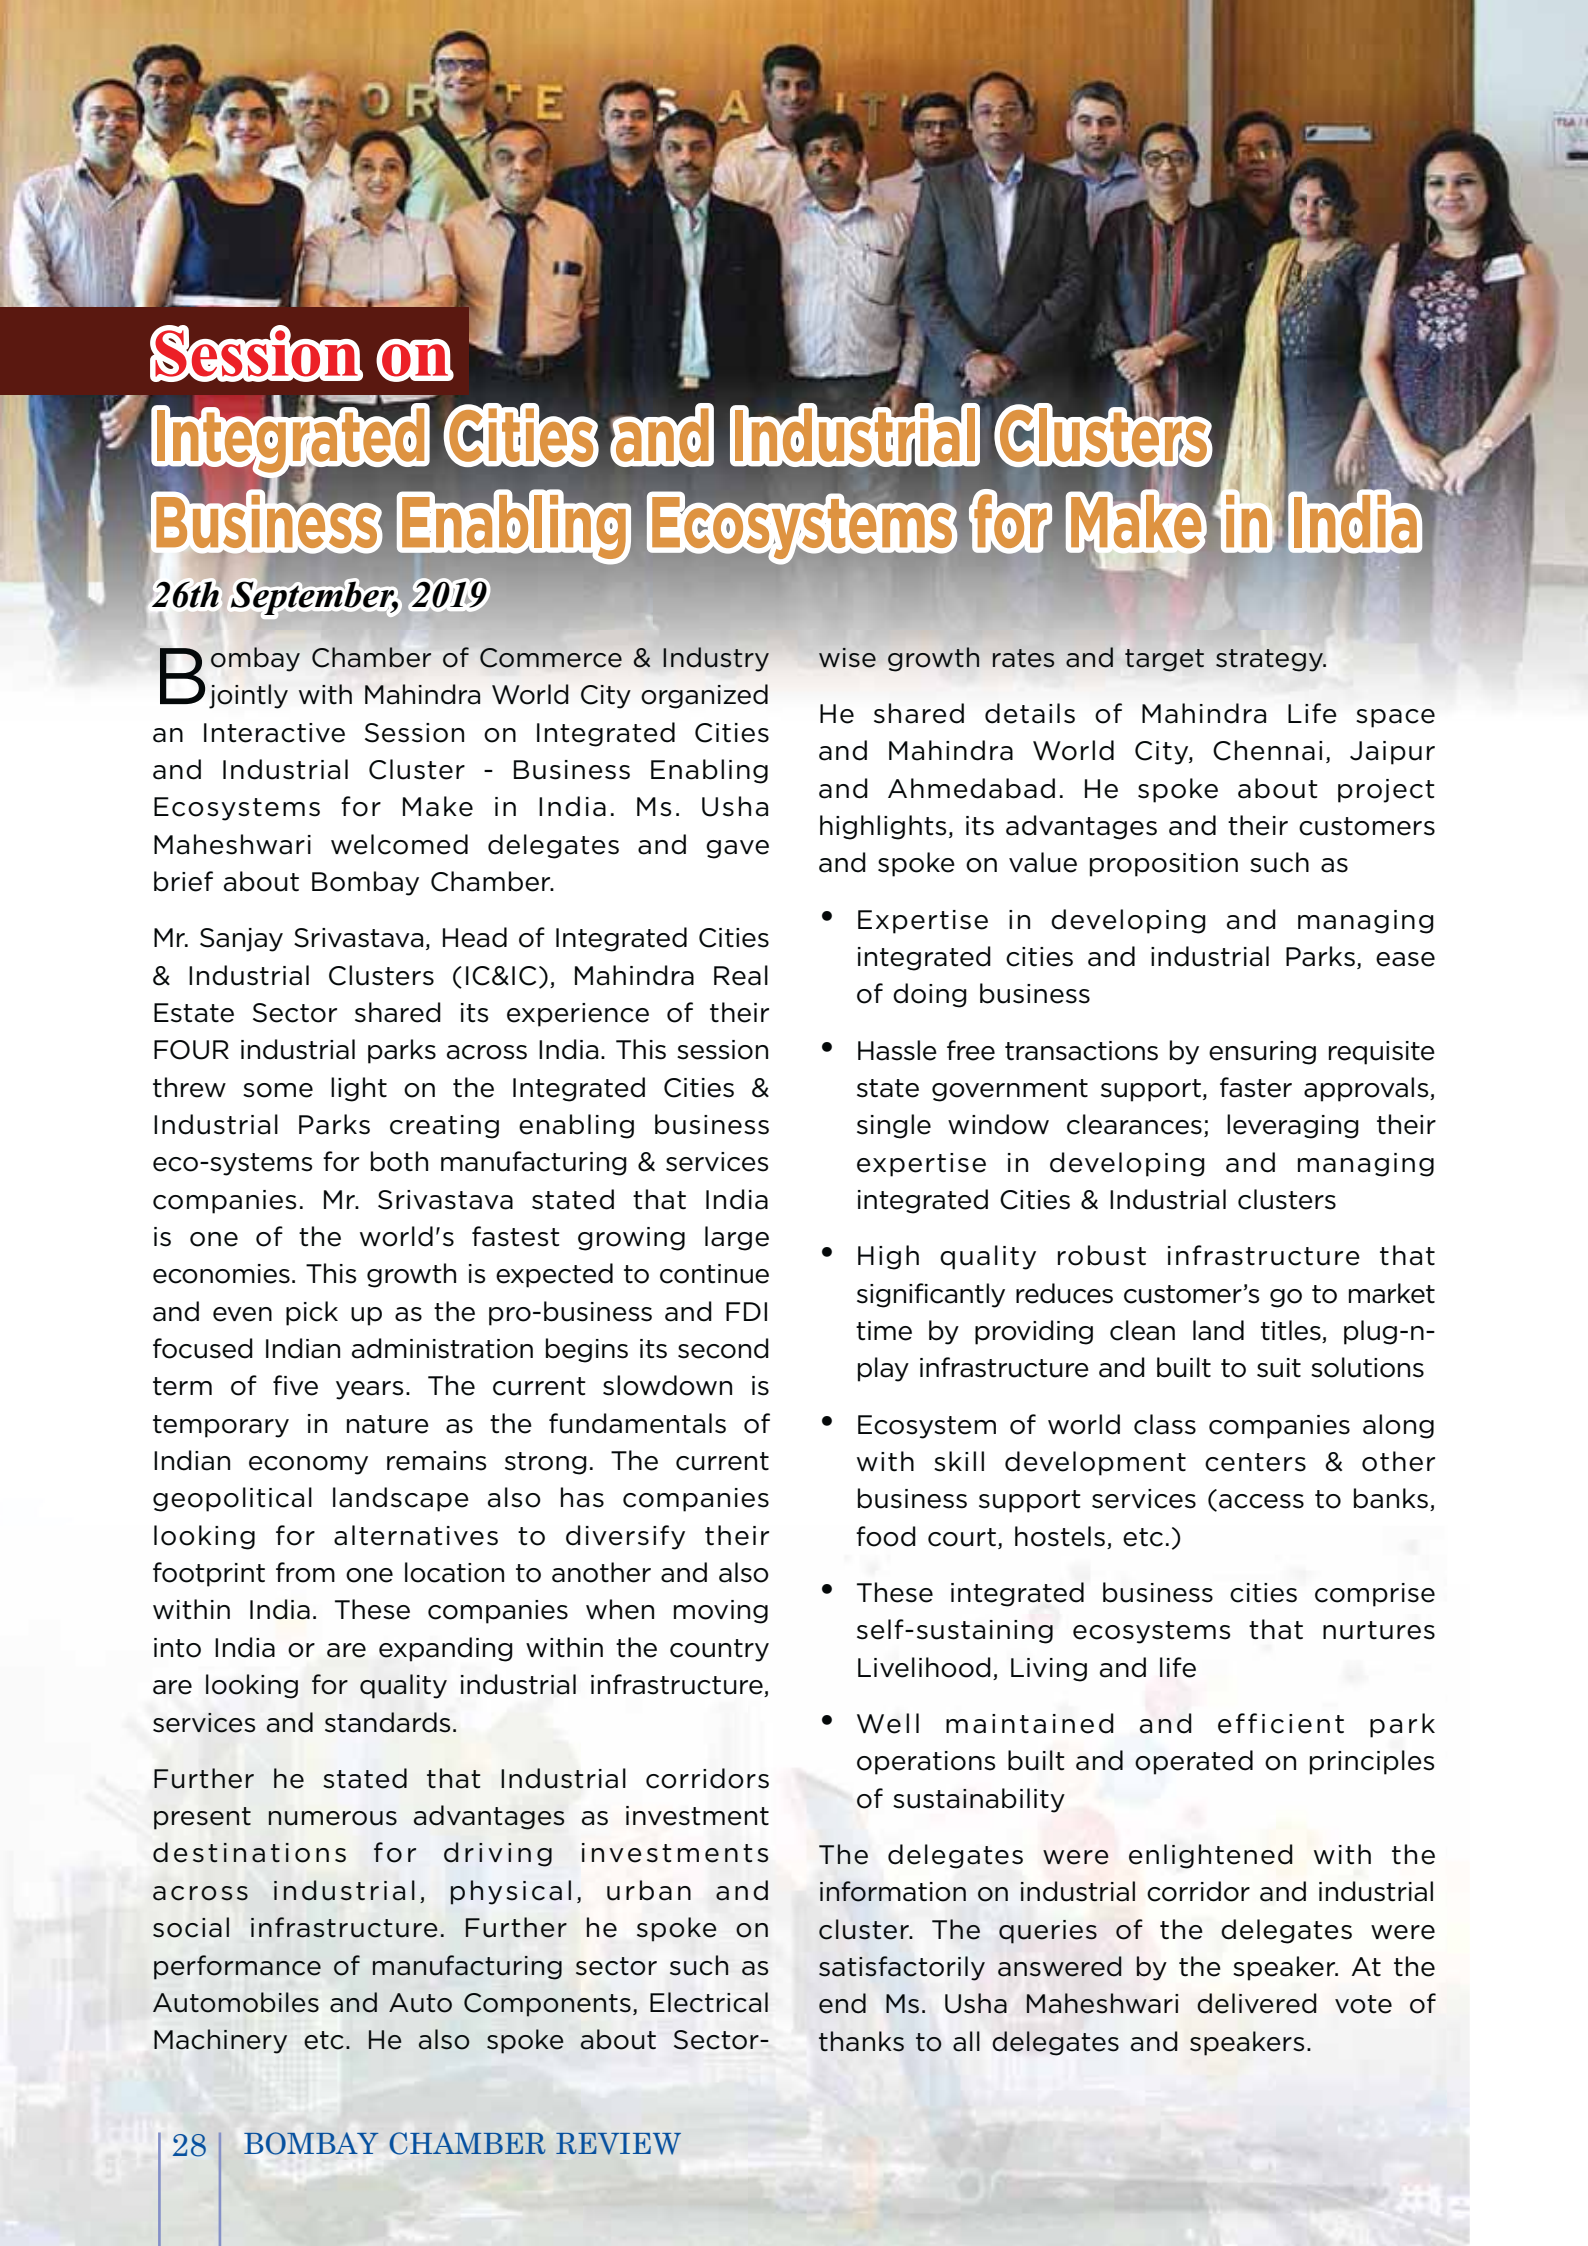 Session on
Integrated Cities and Industrial Clusters
Business Enabling Ecosystems for Make in India
26th September, 2019
Bombay Chamber of Commerce & Industry
jointly with Mahindra World City organized
an Interactive Session on Integrated Cities
and Industrial Cluster - Business Enabling
Ecosystems for Make in India. Ms. Usha
Maheshwari welcomed delegates and gave
brief about Bombay Chamber.
Mr. Sanjay Srivastava, Head of Integrated Cities
& Industrial Clusters (IC&IC), Mahindra Real
Estate Sector shared its experience of their
FOUR industrial parks across India. This session
threw some light on the Integrated Cities &
Industrial Parks creating enabling business
eco-systems for both manufacturing & services
companies. Mr. Srivastava stated that India
is one of the world's fastest growing large
economies. This growth is expected to continue
and even pick up as the pro-business and FDI
focused Indian administration begins its second
term of five years. The current slowdown is
temporary in nature as the fundamentals of
Indian economy remains strong. The current
geopolitical landscape also has companies
looking for alternatives to diversify their
footprint from one location to another and also
within India. These companies when moving
into India or are expanding within the country
are looking for quality industrial infrastructure,
services and standards.
Further he stated that Industrial corridors
present numerous advantages as investment
destinations for driving investments
across industrial, physical, urban and
social infrastructure. Further he spoke on
performance of manufacturing sector such as
Automobiles and Auto Components, Electrical
Machinery etc. He also spoke about Sector-
wise growth rates and target strategy.
He shared details of Mahindra Life space
and Mahindra World City, Chennai, Jaipur
and Ahmedabad. He spoke about project
highlights, its advantages and their customers
and spoke on value proposition such as
• Expertise in developing and managing
integrated cities and industrial Parks, ease
of doing business
• Hassle free transactions by ensuring requisite
state government support, faster approvals,
single window clearances; leveraging their
expertise in developing and managing
integrated Cities & Industrial clusters
• High quality robust infrastructure that
significantly reduces customer’s go to market
time by providing clean land titles, plug-n-
play infrastructure and built to suit solutions
• Ecosystem of world class companies along
with skill development centers & other
business support services (access to banks,
food court, hostels, etc.)
• These integrated business cities comprise
self-sustaining ecosystems that nurtures
Livelihood, Living and life
• Well maintained and efficient park
operations built and operated on principles
of sustainability
The delegates were enlightened with the
information on industrial corridor and industrial
cluster. The queries of the delegates were
satisfactorily answered by the speaker. At the
end Ms. Usha Maheshwari delivered vote of
thanks to all delegates and speakers.
28 BOMBAY CHAMBER REVIEW